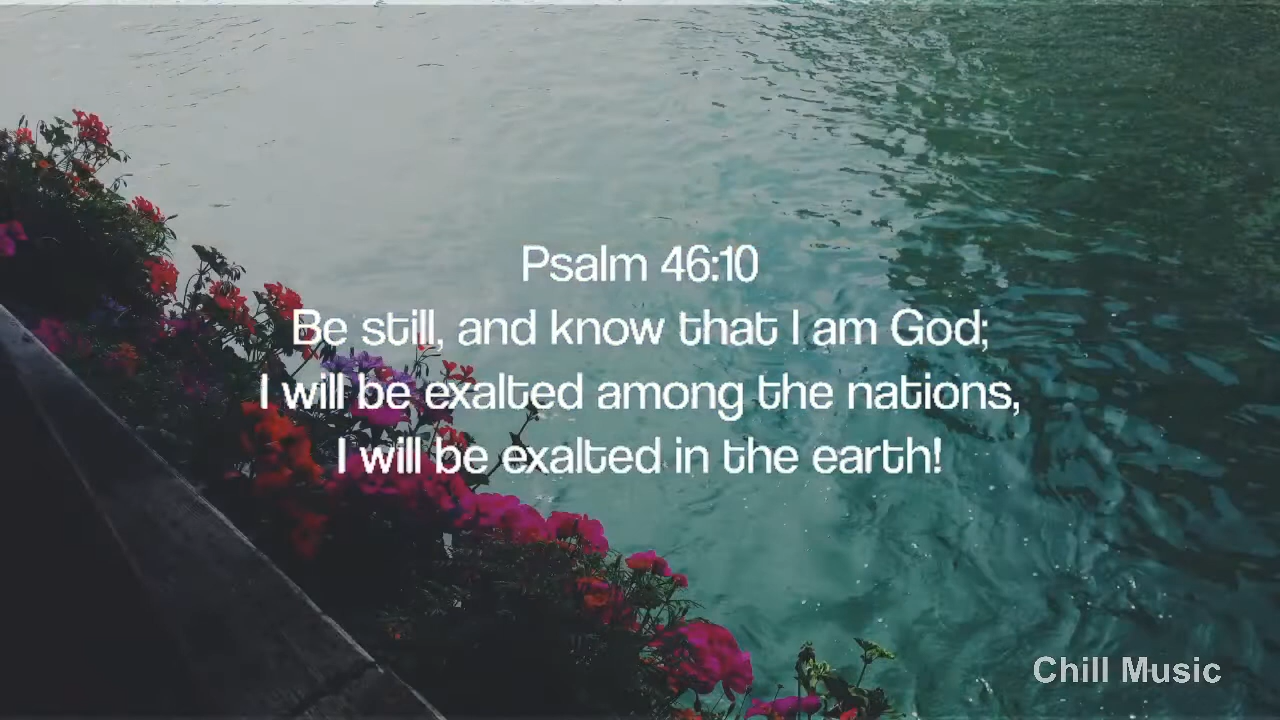 Psalm 46:10
Be still, and know that I am God;
I will be exalted among the nations,
I will be exalted in the earth!
Chill Music